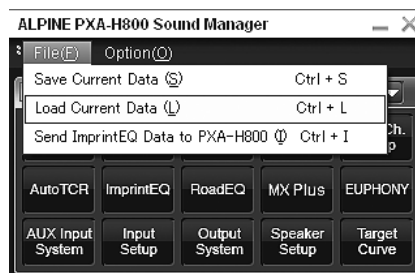 ALPINE PXA-H800 Sound Manager
File(F) Option(O)
Save Current Data (S) Ctrl + S
Load Current Data (L) Ctrl + L
Send ImprintEQ Data to PXA-H800 (I) Ctrl + I
Ch.
AutoTCR ImprintEQ RoadEQ MX Plus EUPHONY
AUX Input System
Input Setup
Output System
Speaker Setup
Target Curve